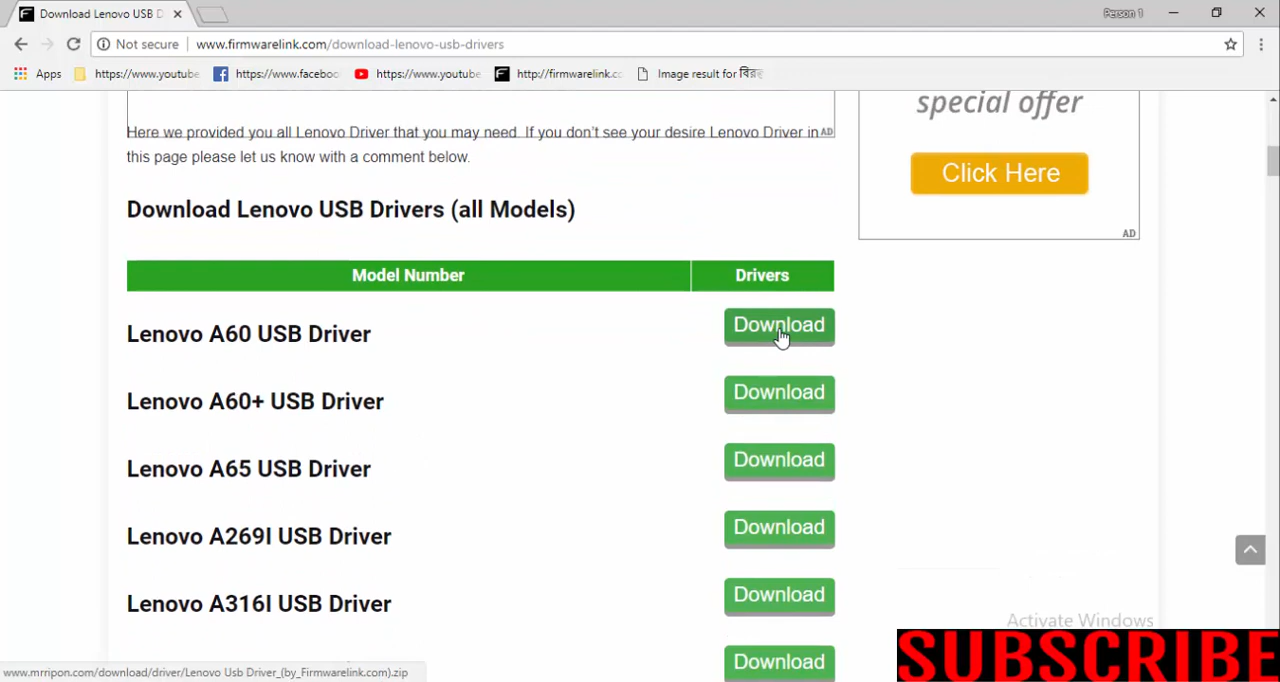 Download Lenovo USB D
Person 1
Not secure
www.firmwarelink.com/download-lenovo-usb-drivers
Apps
https://www.youtube
https://www.faceboo
https://www.youtube
http://firmwarelink.cc
Image result for
special offer
Click Here
AD
Here we provided you all Lenovo Driver that you may need. If you don't see your desire Lenovo Driver in
AD
this page please let us know with a comment below.
Download Lenovo USB Drivers (all Models)
Model Number Drivers
Lenovo A60 USB Driver Download
Lenovo A60+ USB Driver Download
Lenovo A65 USB Driver Download
Lenovo A269I USB Driver Download
Lenovo A316I USB Driver Download
Download
Activate Windows
SUBSCRIBE
www.mrripon.com/download/driver/Lenovo Usb Driver_(by_Firmwarelink.com).zip